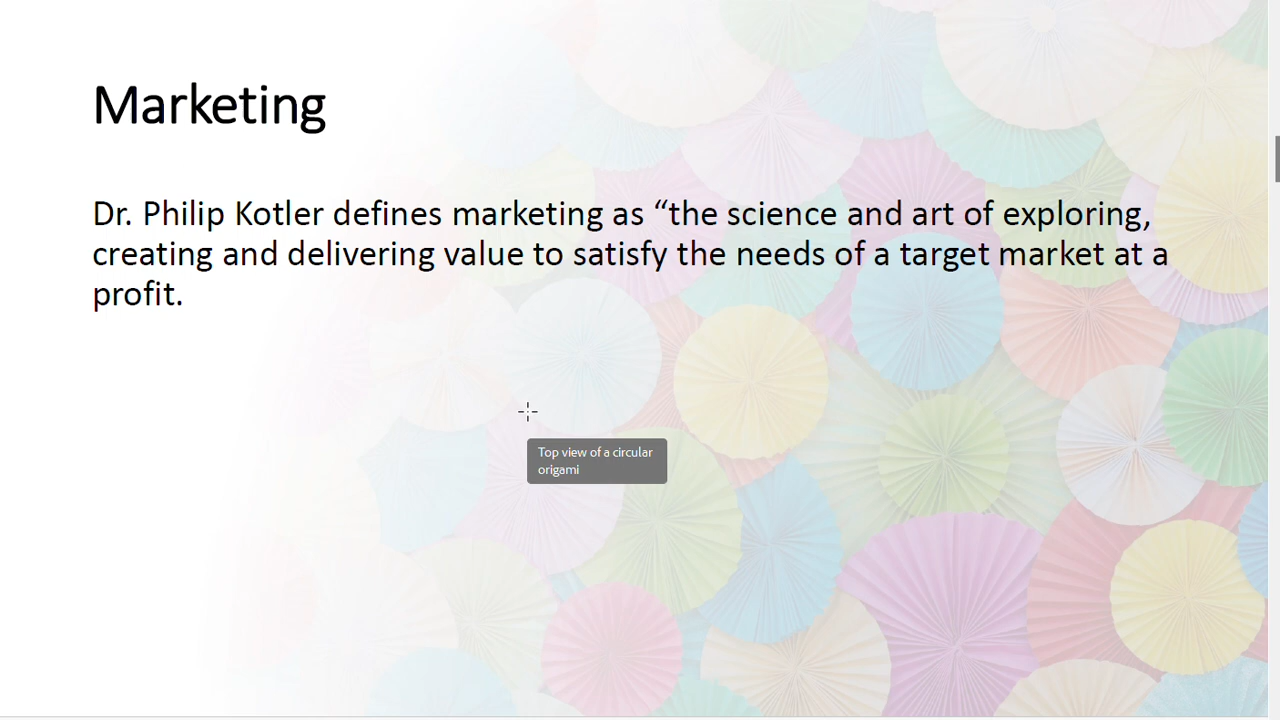 Marketing
Dr. Philip Kotler defines marketing as “the science and art of exploring,
creating and delivering value to satisfy the needs of a target market at a
profit.
Top view of a circular
origami